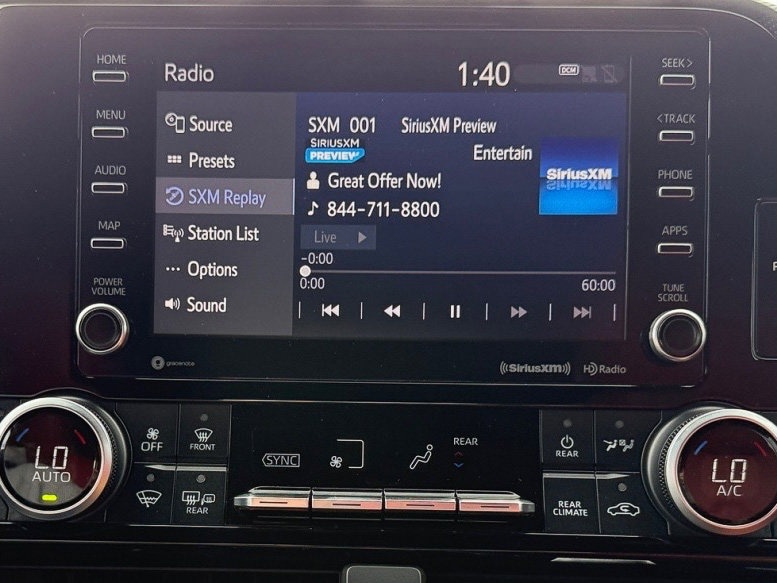 HOME
MENU
AUDIO
MAP
POWER
VOLUME
Radio
1:40
DCM
Source
Presets
SXM Replay
Station List
Options
Sound
SXM 001 SiriusXM Preview
SIRIUSXM
PREVIEW
Entertain
SiriusXM
Great Offer Now!
844-711-8800
Live
-0:00
0:00
60:00
SEEK >
< TRACK
PHONE
APPS
TUNE
SCROLL
gracenote
((SiriusXM))
HD Radio
LO
AUTO
OFF
FRONT
REAR
SYNC
REAR
REAR
REAR
CLIMATE
LO
A/C